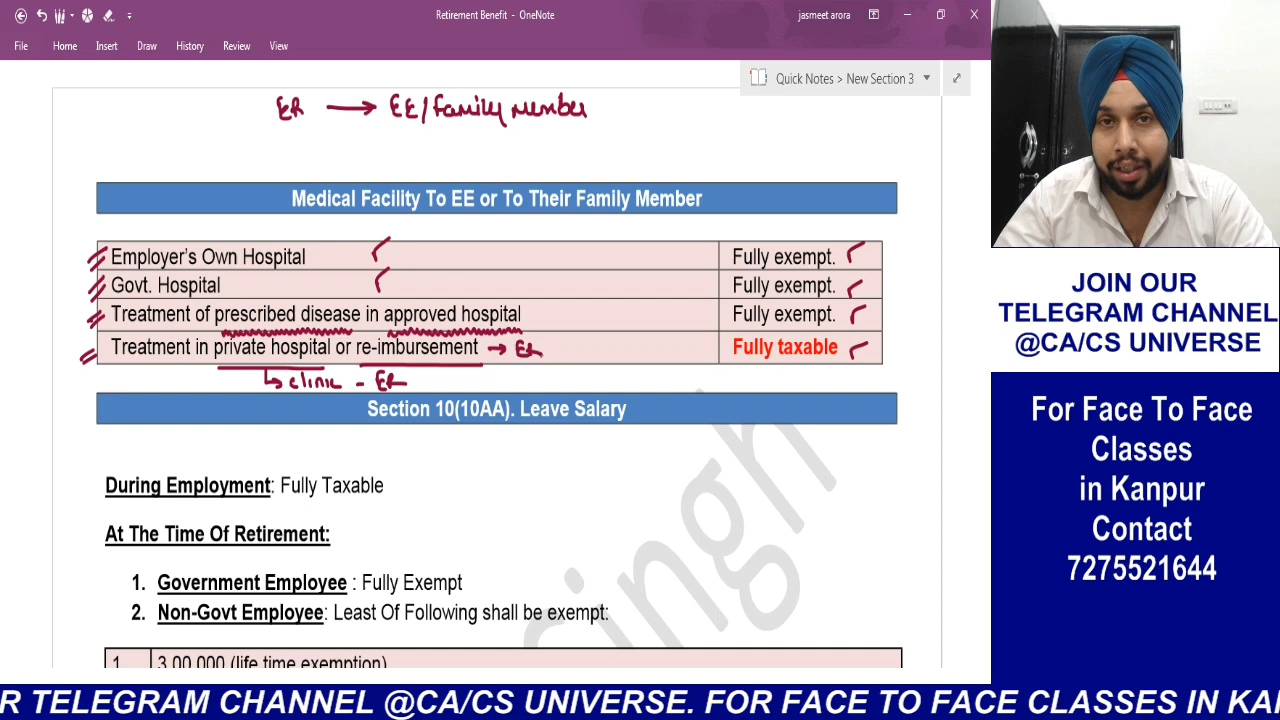 Retirement Benefit - OneNote
jasmeet arora
File Home Insert Draw History Review View
Quick Notes > New Section 3
ER → EE/family member
Medical Facility To EE or To Their Family Member
Employer's Own Hospital Fully exempt.
Govt. Hospital Fully exempt.
Treatment of prescribed disease in approved hospital Fully exempt.
Treatment in private hospital or re-imbursement → ER Fully taxable
clinic - ER
Section 10(10AA). Leave Salary
During Employment: Fully Taxable
At The Time Of Retirement:
1. Government Employee : Fully Exempt
2. Non-Govt Employee: Least Of Following shall be exempt:
1 3,00,000 (life time exemption)
Singh
JOIN OUR
TELEGRAM CHANNEL
@CA/CS UNIVERSE
For Face To Face
Classes
in Kanpur
Contact
7275521644
R TELEGRAM CHANNEL @CA/CS UNIVERSE. FOR FACE TO FACE CLASSES IN KAN